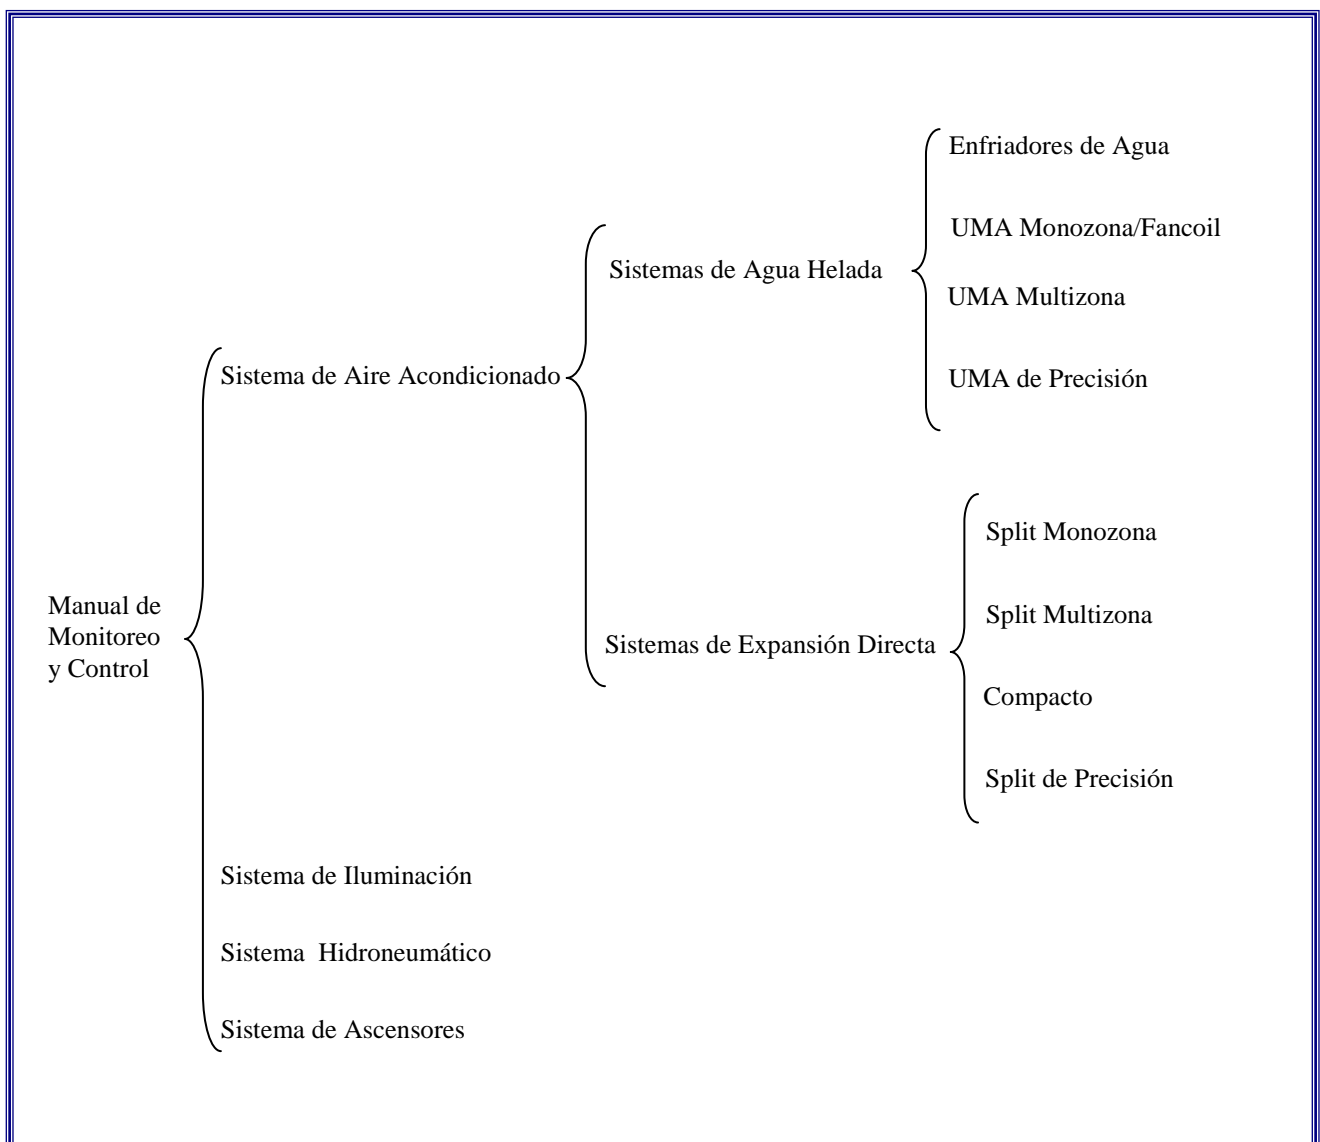 Enfriadores de Agua
UMA Monozona/Fancoil
Sistemas de Agua Helada
UMA Multizona
Sistema de Aire Acondicionado
UMA de Precisión
Split Monozona
Manual de
Monitoreo
y Control
Split Multizona
Sistemas de Expansión Directa
Compacto
Split de Precisión
Sistema de Iluminación
Sistema  Hidroneumático
Sistema de Ascensores